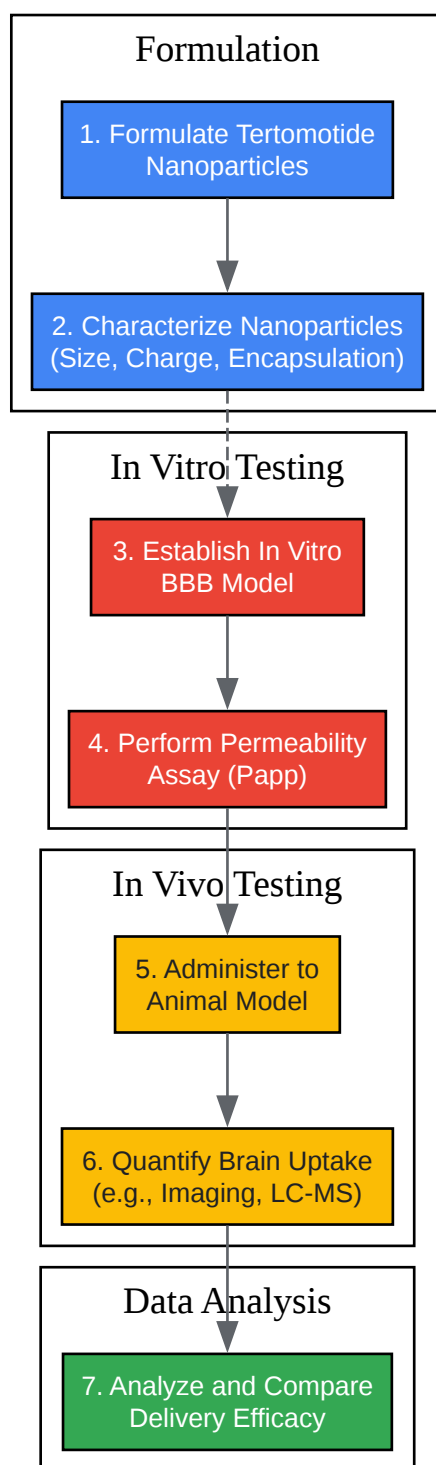 Formulation
1. Formulate Tertomotide
Nanoparticles
2. Characterize Nanoparticles
(Size, Charge, Encapsulation)
In Vitro Testing
3. Establish In Vitro
BBB Model
4. Perform Permeability
Assay (Papp)
In Vivo Testing
5. Administer to
Animal Model
6. Quantify Brain Uptake
(e.g., Imaging, LC-MS)
Data Analysis
7. Analyze and Compare
Delivery Efficacy